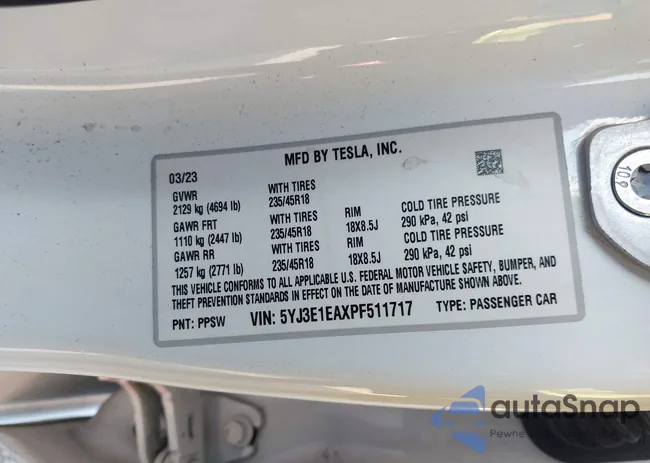 MFD BY TESLA, INC.
03/23
GVWR WITH TIRES
2129 kg (4694 lb) 235/45R18
GAWR FRT WITH TIRES RIM COLD TIRE PRESSURE
1110 kg (2447 lb) 235/45R18 18X8.5J 290 kPa, 42 psi
GAWR RR WITH TIRES RIM COLD TIRE PRESSURE
1257 kg (2771 lb) 235/45R18 18X8.5J 290 kPa, 42 psi
THIS VEHICLE CONFORMS TO ALL APPLICABLE U.S. FEDERAL MOTOR VEHICLE SAFETY, BUMPER, AND
THEFT PREVENTION STANDARDS IN EFFECT ON THE DATE OF MANUFACTURE SHOWN ABOVE.
PNT: PPSW VIN: 5YJ3E1EAXPF511717 TYPE: PASSENGER CAR
10.9
autaSnap
Pewne